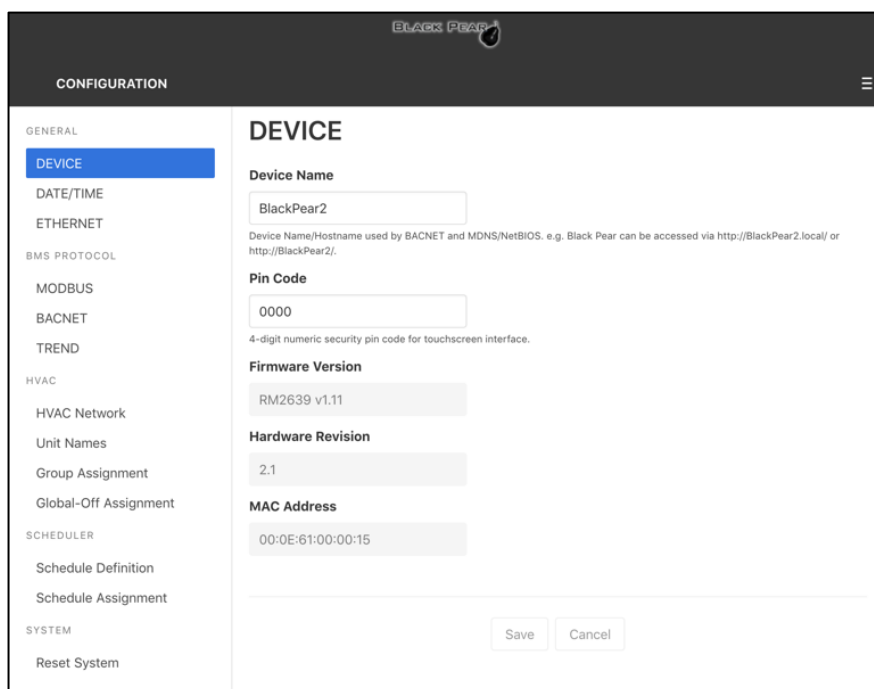 BLACK PEAR
CONFIGURATION
GENERAL
DEVICE
DATE/TIME
ETHERNET
BMS PROTOCOL
MODBUS
BACNET
TREND
HVAC
HVAC Network
Unit Names
Group Assignment
Global-Off Assignment
SCHEDULER
Schedule Definition
Schedule Assignment
SYSTEM
Reset System
DEVICE
Device Name
BlackPear2
Device Name/Hostname used by BACNET and MDNS/NetBIOS. e.g. Black Pear can be accessed via http://BlackPear2.local/ or
http://BlackPear2/.
Pin Code
0000
4-digit numeric security pin code for touchscreen interface.
Firmware Version
RM2639 v1.11
Hardware Revision
2.1
MAC Address
00:0E:61:00:00:15
Save Cancel